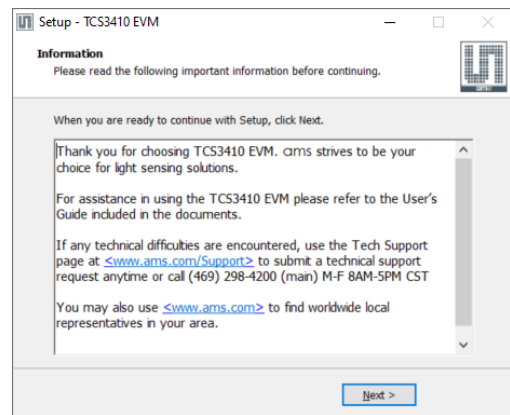 Setup - TCS3410 EVM
Information
Please read the following important information before continuing.
amu
When you are ready to continue with Setup, click Next.
Thank you for choosing TCS3410 EVM. ams strives to be your
choice for light sensing solutions.
For assistance in using the TCS3410 EVM please refer to the User's
Guide included in the documents.
If any technical difficulties are encountered, use the Tech Support
page at <www.ams.com/Support> to submit a technical support
request anytime or call (469) 298-4200 (main) M-F 8AM-5PM CST
You may also use <www.ams.com> to find worldwide local
representatives in your area.
Next >